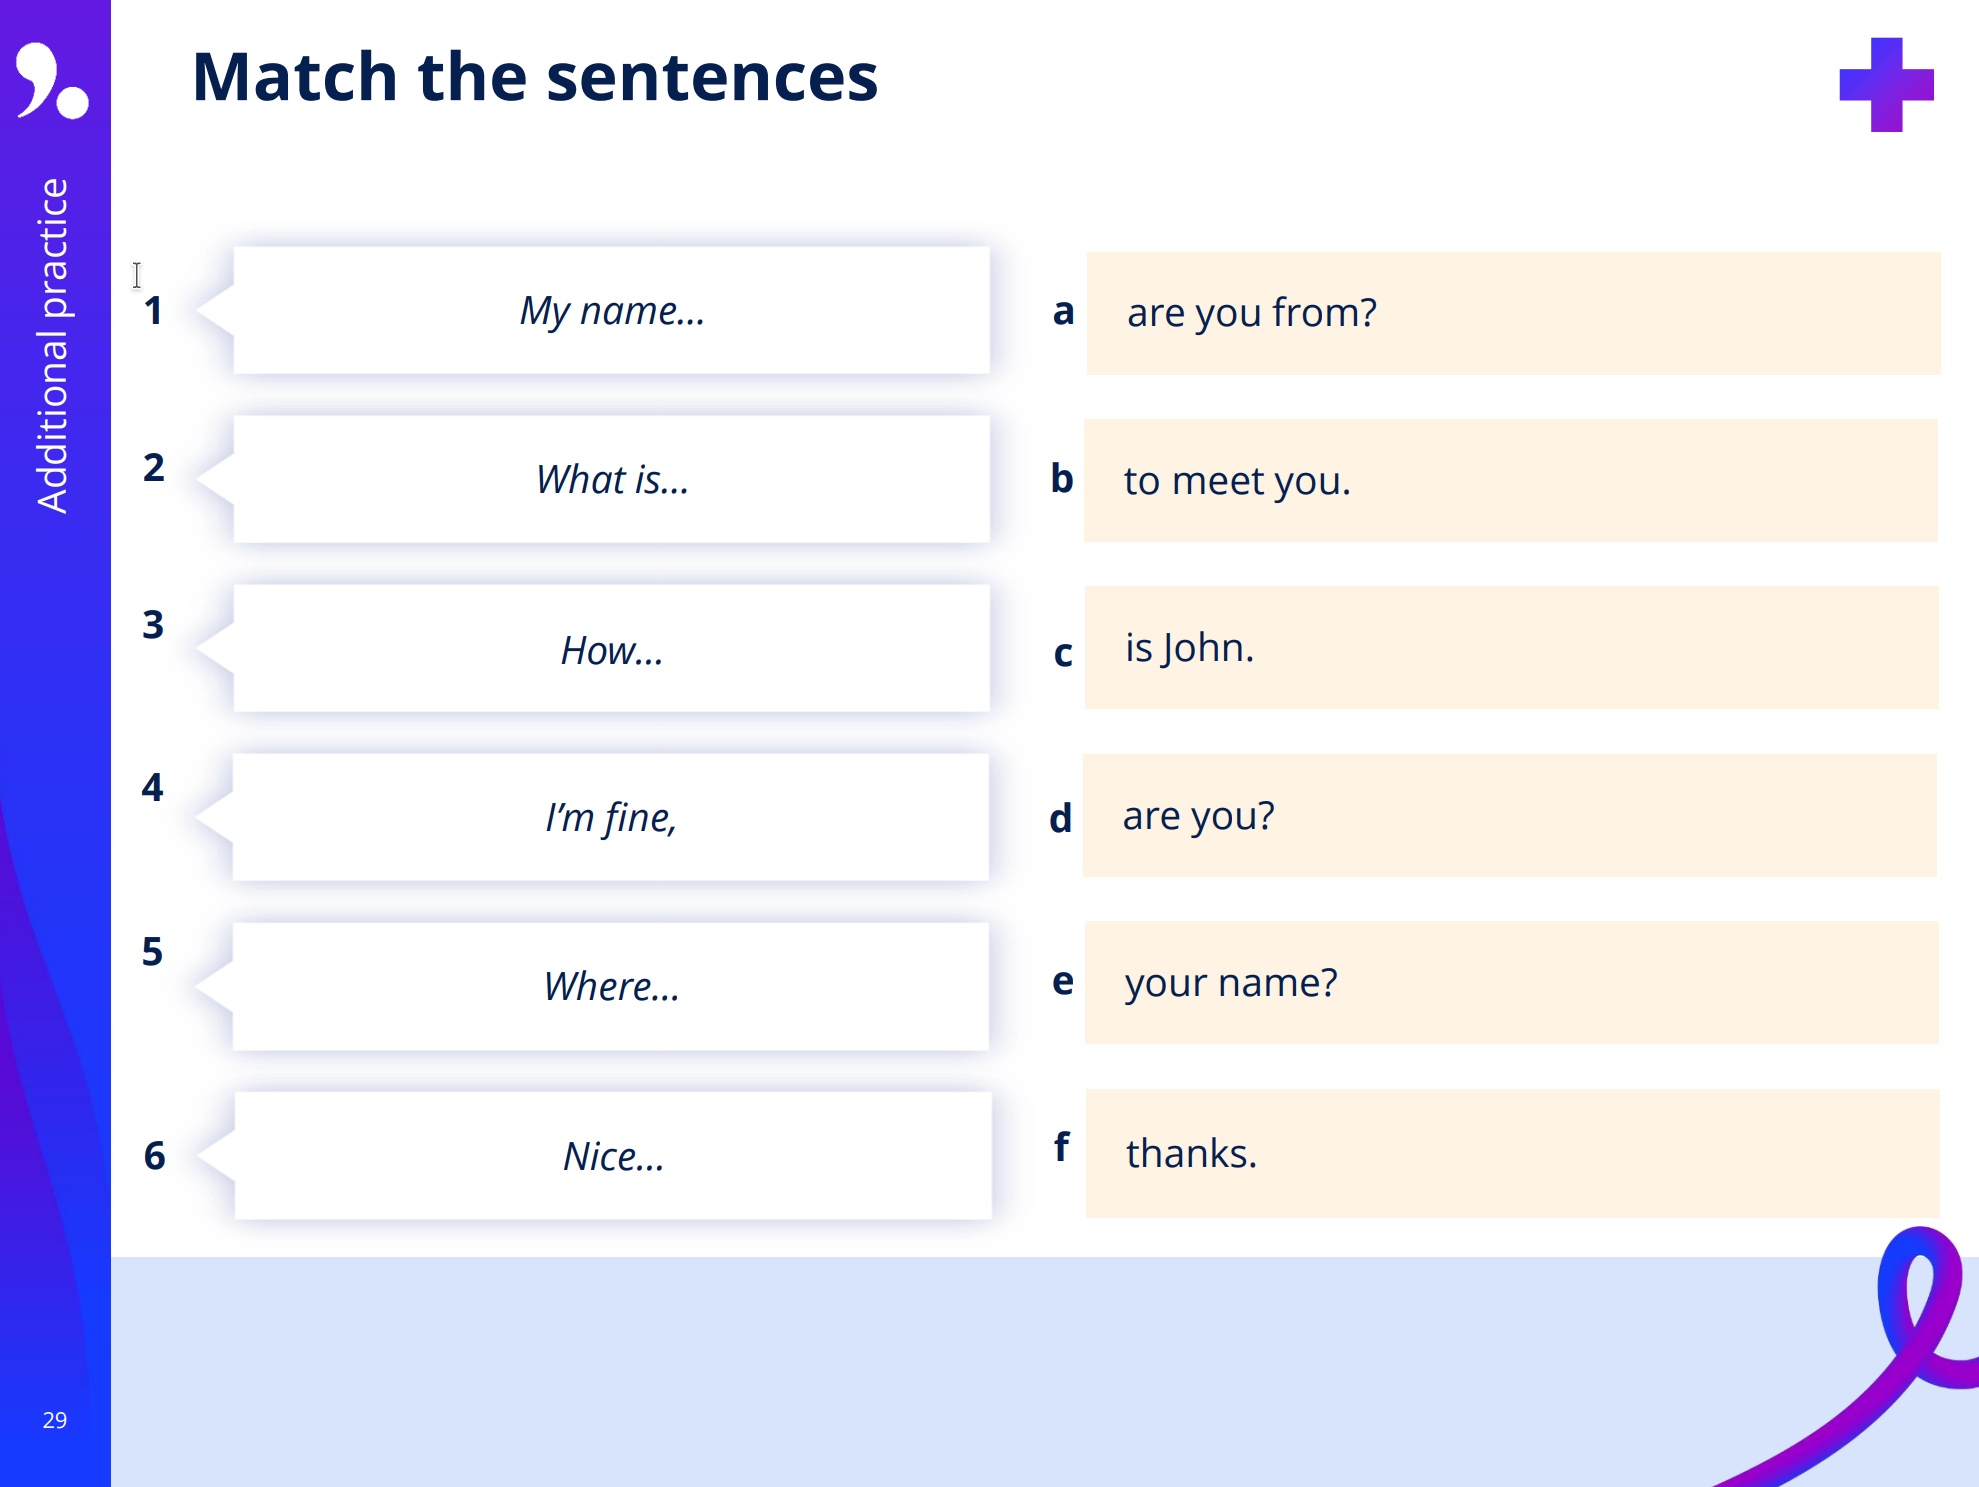 Match the sentences
Additional practice
1 My name... a are you from?
2 What is... b to meet you.
3 How... c is John.
4 I’m fine, d are you?
5 Where... e your name?
6 Nice... f thanks.
29